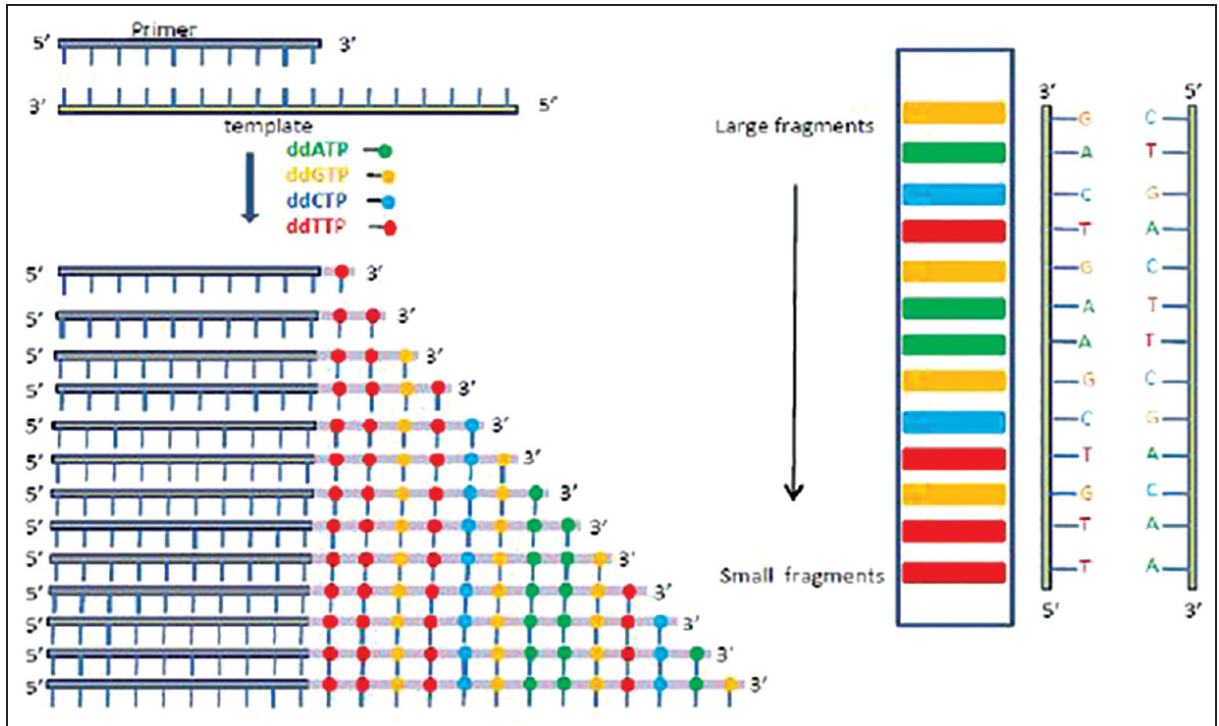 Primer
5' 3'
3' 5'
template
ddATP
ddGTP
ddCTP
ddTTP
5' 3'
5' 3'
5' 3'
5' 3'
5' 3'
5' 3'
5' 3'
5' 3'
5' 3'
5' 3'
5' 3'
5' 3'
5' 3'
Large fragments
Small fragments
3' 5'
G C
A T
C G
T A
G C
A T
A T
G C
C G
T A
G C
T A
T A
5' 3'